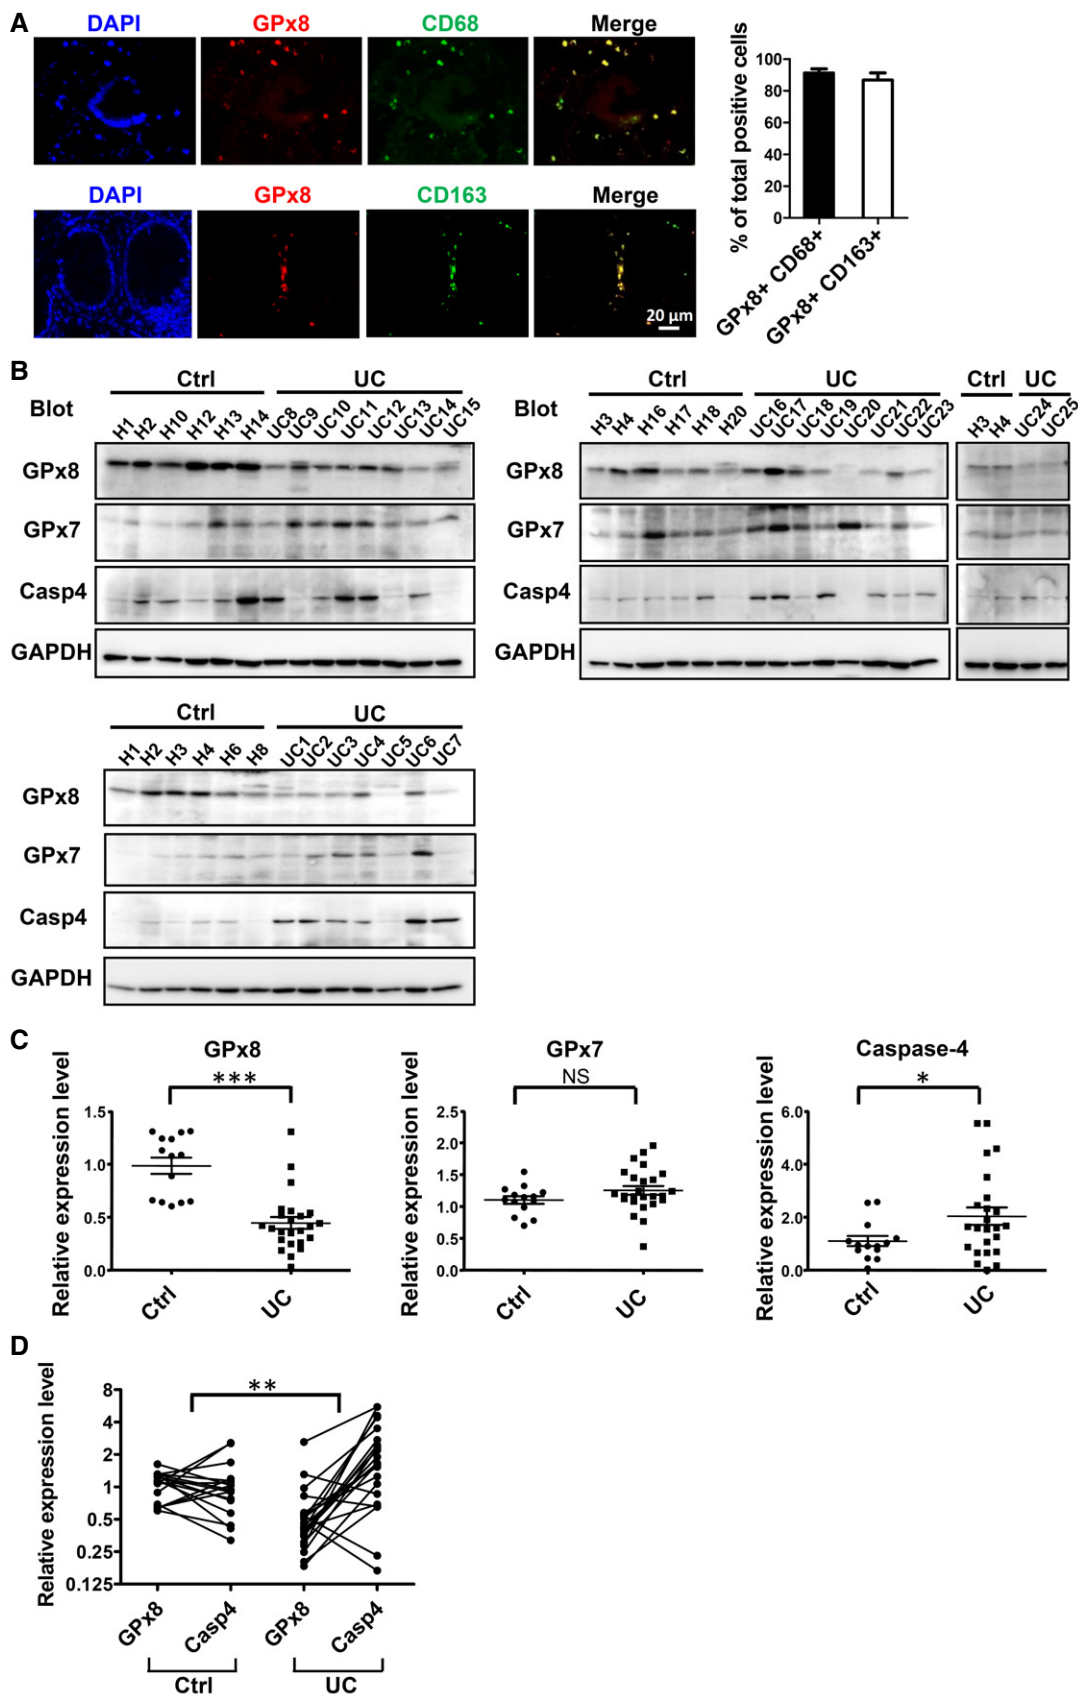 A
DAPI GPx8 CD68 Merge
DAPI GPx8 CD163 Merge
20 µm
% of total positive cells
100
80
60
40
20
0
GPx8+ CD68+
GPx8+ CD163+
B
Ctrl UC
Blot H1 H2 H10 H12 H13 H14 UC8 UC9 UC10 UC11 UC12 UC13 UC14 UC15
GPx8
GPx7
Casp4
GAPDH
Ctrl UC Ctrl UC
Blot H3 H4 H16 H17 H18 H20 UC16 UC17 UC18 UC19 UC20 UC21 UC22 UC23 H3 H4 UC24 UC25
GPx8
GPx7
Casp4
GAPDH
Ctrl UC
H1 H2 H3 H4 H6 H8 UC1 UC2 UC3 UC4 UC5 UC6 UC7
GPx8
GPx7
Casp4
GAPDH
C
GPx8
***
Relative expression level
1.5
1.0
0.5
0.0
Ctrl UC
GPx7
NS
Relative expression level
2.5
2.0
1.5
1.0
0.5
0.0
Ctrl UC
Caspase-4
*
Relative expression level
6.0
4.0
2.0
0.0
Ctrl UC
D
**
Relative expression level
8
4
2
1
0.5
0.25
0.125
GPx8 Casp4 GPx8 Casp4
Ctrl UC